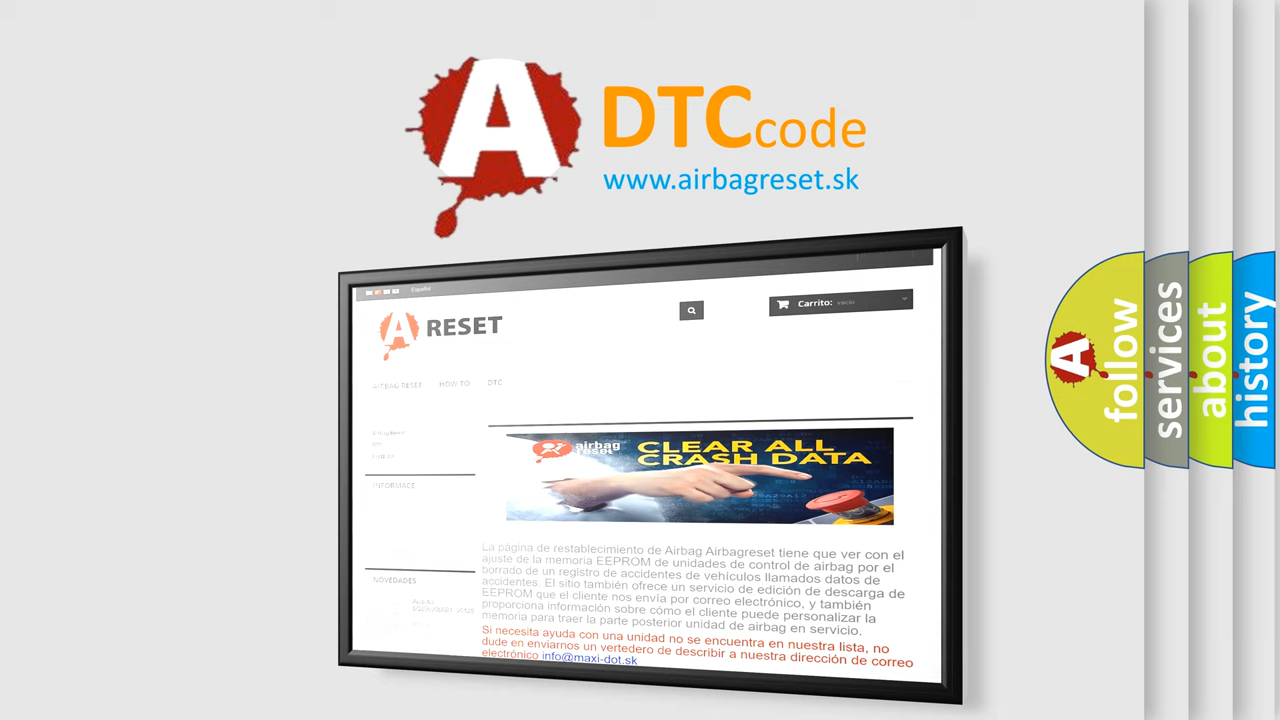 A DTCcode
www.airbagreset.sk
Español
A RESET
Carrito: vacío
AIRBAG RESET HOW TO DTC
airbag
reset
CLEAR ALL
CRASH DATA
INFORMACE
NOVEDADES
La página de restablecimiento de Airbag Airbagreset tiene que ver con el
ajuste de la memoria EEPROM de unidades de control de airbag por el
borrado de un registro de accidentes de vehículos llamados datos de
accidentes. El sitio también ofrece un servicio de edición de descarga de
EEPROM que el cliente nos envía por correo electrónico, y también
proporciona información sobre cómo el cliente puede personalizar la
memoria para traer la parte posterior unidad de airbag en servicio.
Si necesita ayuda con una unidad no se encuentra en nuestra lista, no
dude en enviarnos un vertedero de describir a nuestra dirección de correo
electrónico info@maxi-dot.sk
A follow
services
about
history